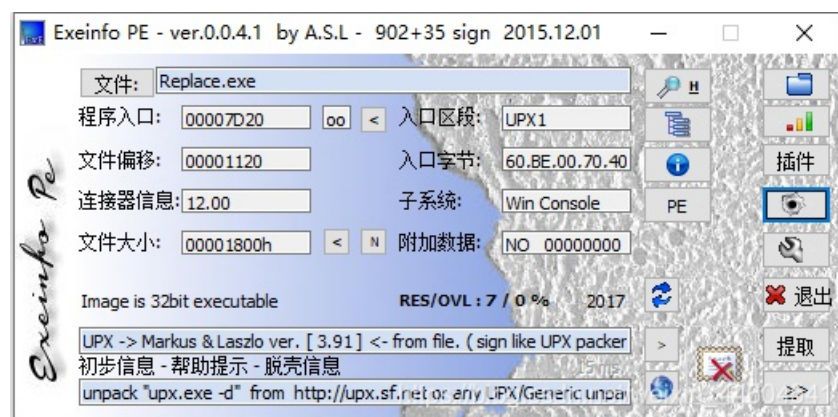 Exeinfo PE - ver.0.0.4.1 by A.S.L - 902+35 sign 2015.12.01
文件: Replace.exe
H
程序入口: 00007D20 oo < 入口区段: UPX1
文件偏移: 00001120 入口字节: 60.BE.00.70.40 插件
连接器信息: 12.00 子系统: Win Console PE
文件大小: 00001800h < N 附加数据: NO 00000000
Image is 32bit executable RES/OVL : 7 / 0 % 2017 退出
UPX -> Markus & Laszlo ver. [ 3.91 ] <- from file. ( sign like UPX packer > 提取
初步信息 - 帮助提示 - 脱壳信息
unpack "upx.exe -d" from http://upx.sf.net or any UPX/Generic unpa >>
Exeinfo Pe